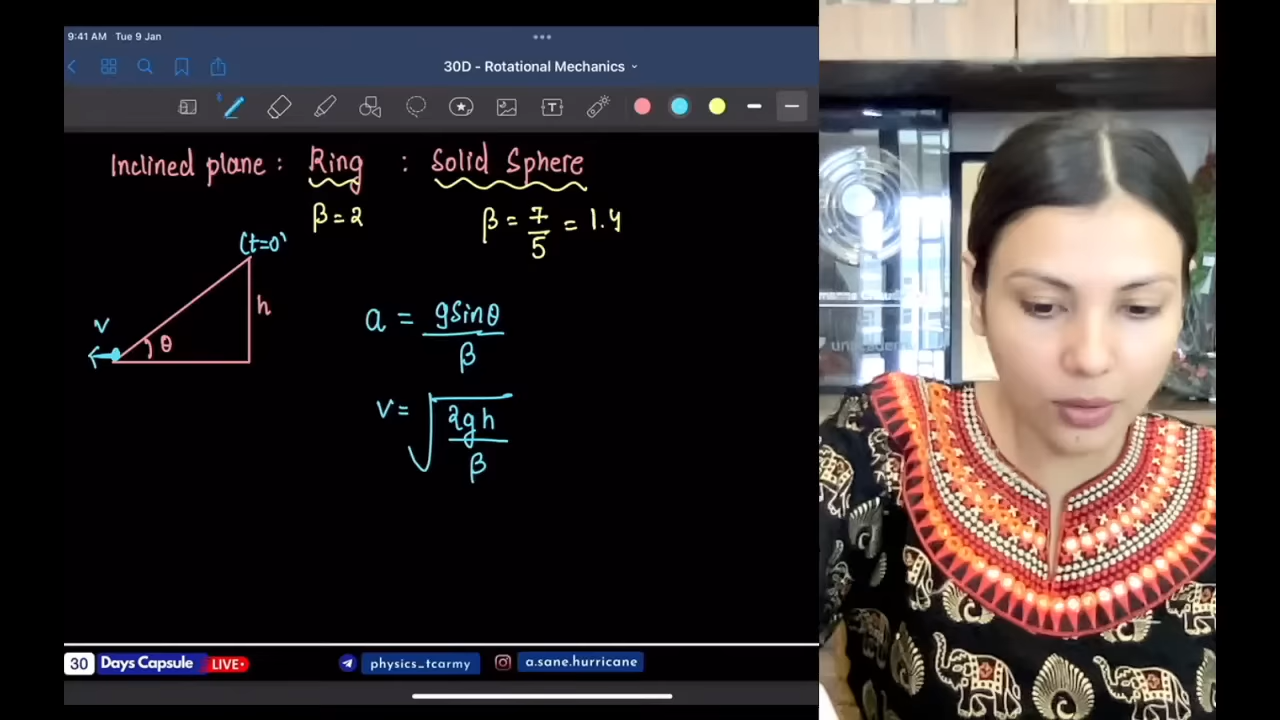 9:41 AM Tue 9 Jan
30D - Rotational Mechanics
Inclined plane : Ring : Solid Sphere
β = 2
β = 7/5 = 1.4
(t=0)
h
v
θ
a = gsinθ/β
v = √(2gh/β)
30 Days Capsule LIVE
physics_tcarmy
a.sane.hurricane